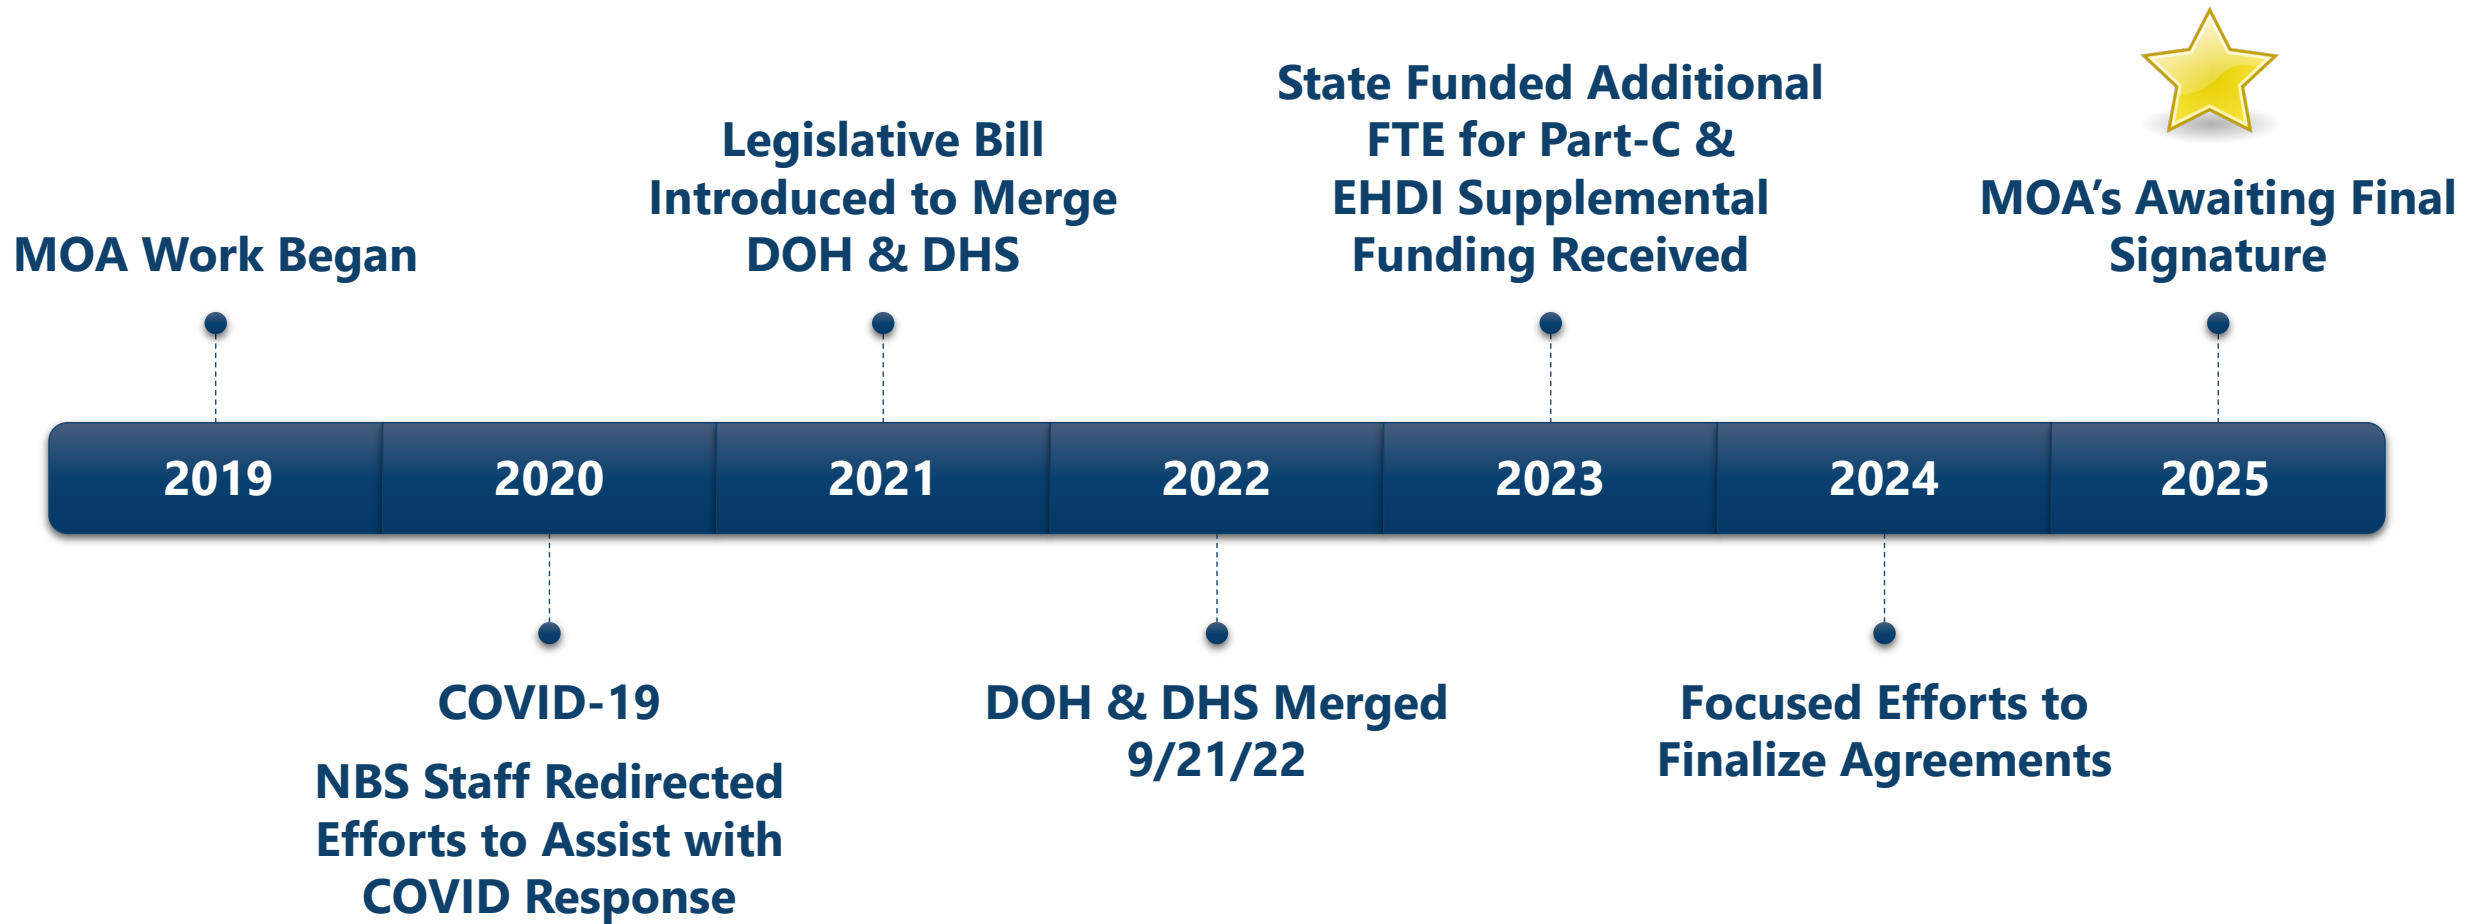 MOA Work Began
Legislative Bill
Introduced to Merge
DOH & DHS
State Funded Additional
FTE for Part-C &
EHDI Supplemental
Funding Received
MOA’s Awaiting Final
Signature
2019
2020
2021
2022
2023
2024
2025
COVID-19
NBS Staff Redirected
Efforts to Assist with
COVID Response
DOH & DHS Merged
9/21/22
Focused Efforts to
Finalize Agreements